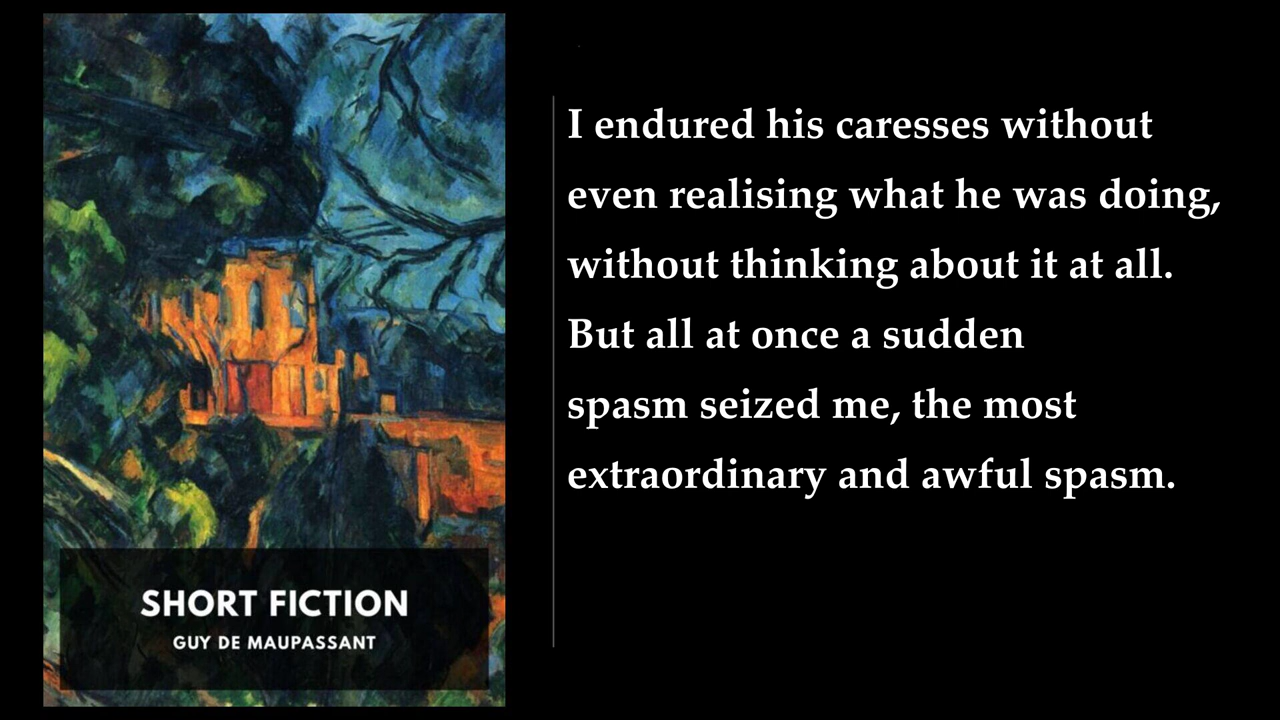 I endured his caresses without
even realising what he was doing,
without thinking about it at all.
But all at once a sudden
spasm seized me, the most
extraordinary and awful spasm.
SHORT FICTION
GUY DE MAUPASSANT